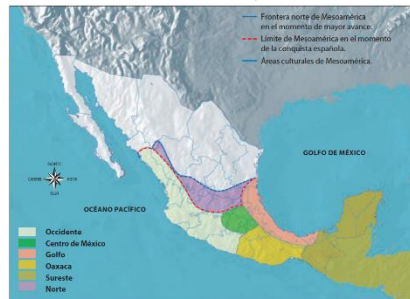 Frontera norte de Mesoamérica
en el momento de mayor avance.
Límite de Mesoamérica en el momento
de la conquista española.
Áreas culturales de Mesoamérica.
GOLFO DE MÉXICO
NORTE
OESTE
ESTE
SUR
OCÉANO PACÍFICO
Occidente
Centro de México
Golfo
Oaxaca
Sureste
Norte